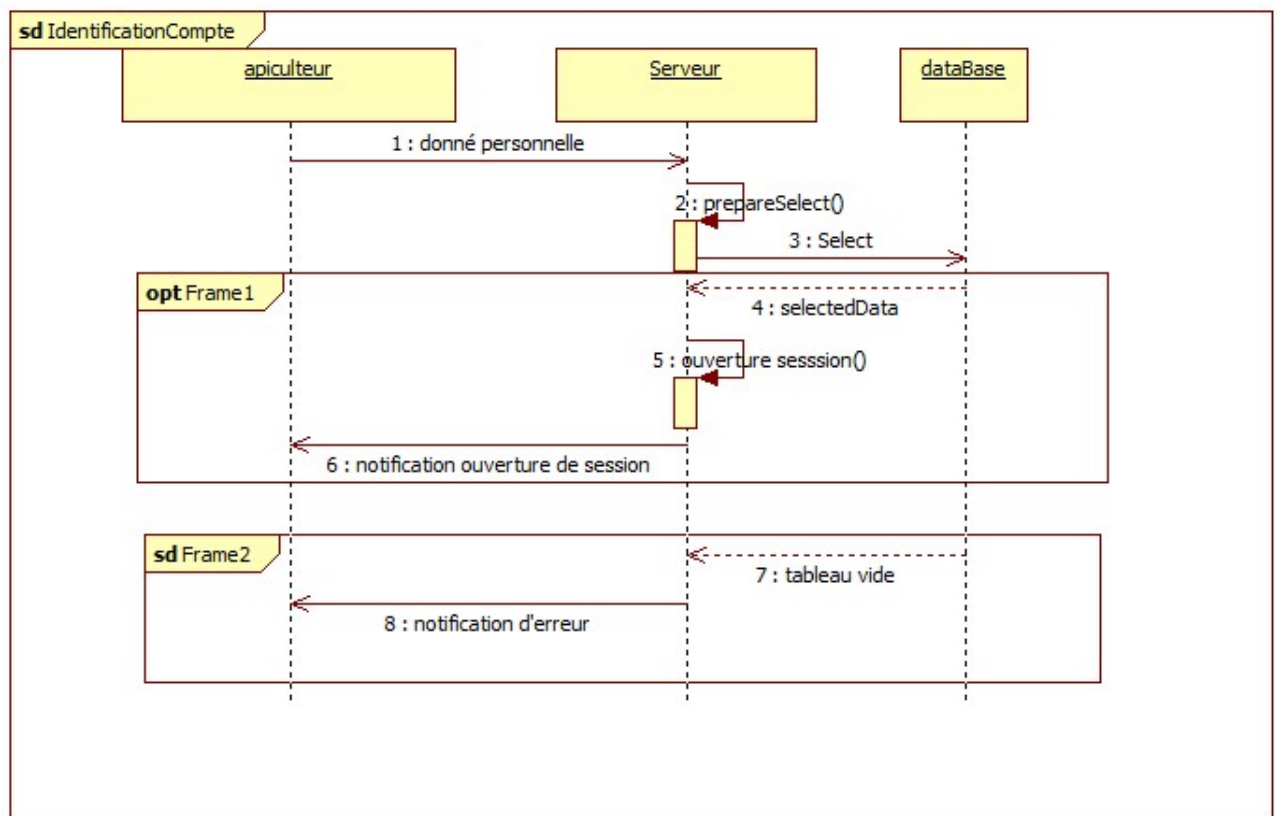 sd IdentificationCompte
apiculteur
Serveur
dataBase
1 : donné personnelle
2 : prepareSelect()
3 : Select
opt Frame1
4 : selectedData
5 : ouverture sesssion()
6 : notification ouverture de session
sd Frame2
7 : tableau vide
8 : notification d'erreur